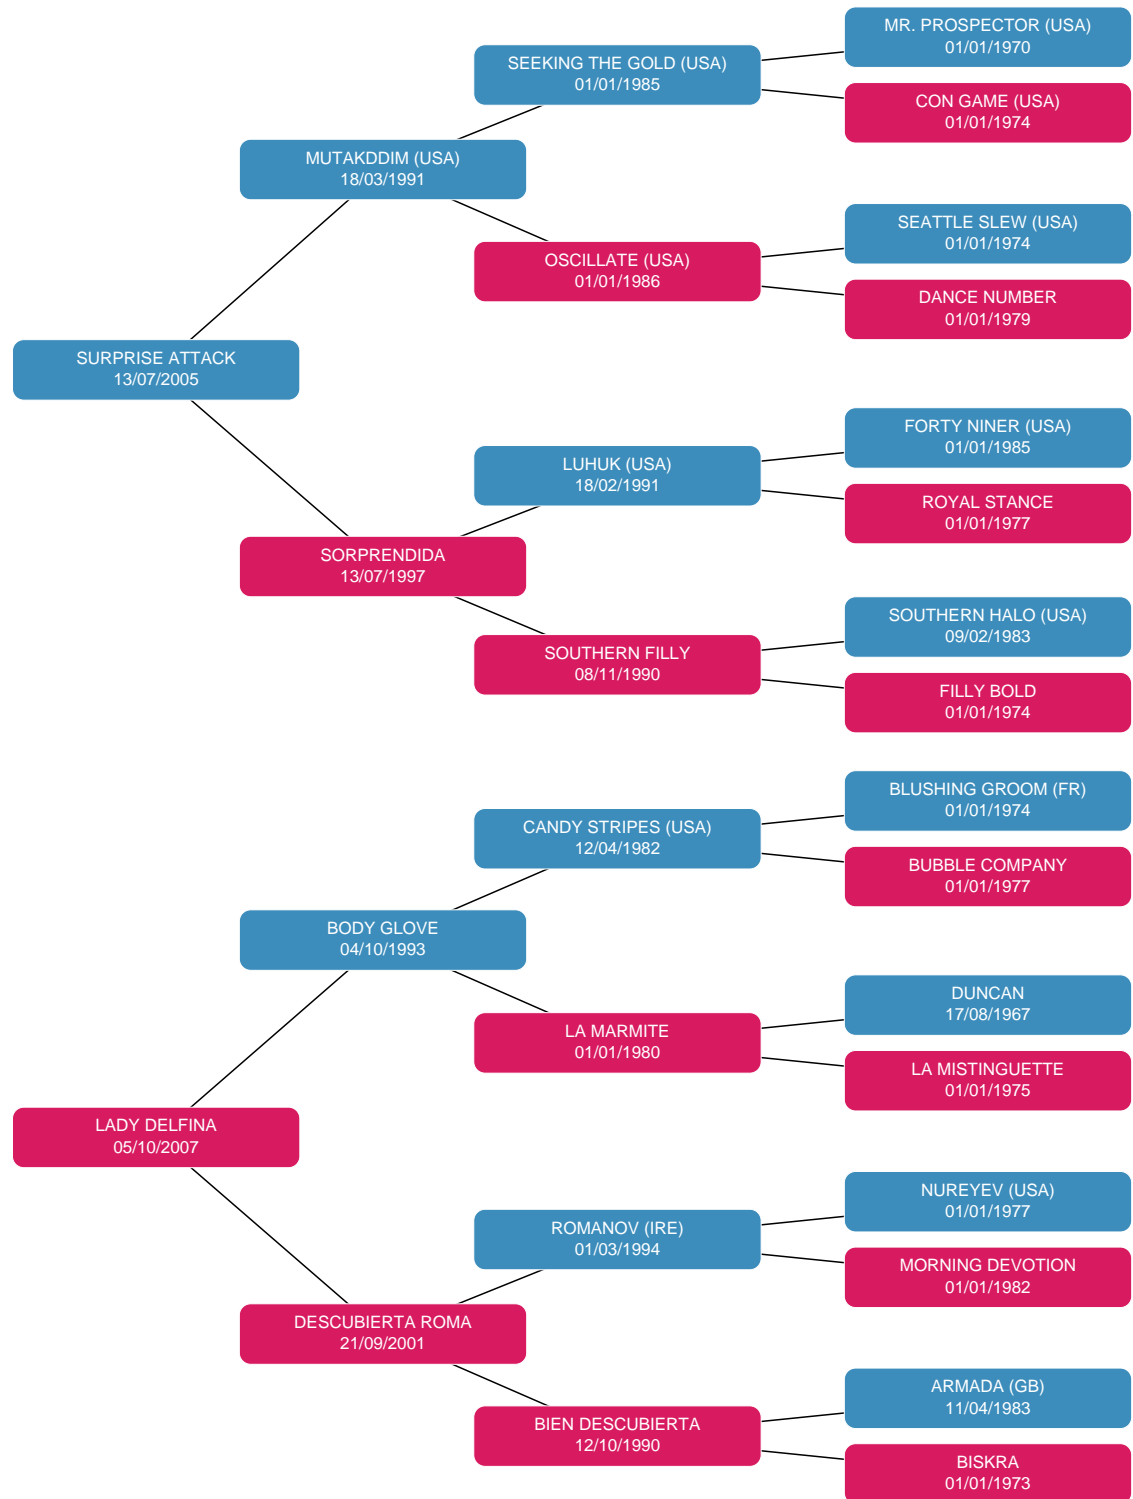 MR. PROSPECTOR (USA)
01/01/1970
SEEKING THE GOLD (USA)
01/01/1985
CON GAME (USA)
01/01/1974
MUTAKDDIM (USA)
18/03/1991
SEATTLE SLEW (USA)
01/01/1974
OSCILLATE (USA)
01/01/1986
DANCE NUMBER
01/01/1979
SURPRISE ATTACK
13/07/2005
FORTY NINER (USA)
01/01/1985
LUHUK (USA)
18/02/1991
ROYAL STANCE
01/01/1977
SORPRENDIDA
13/07/1997
SOUTHERN HALO (USA)
09/02/1983
SOUTHERN FILLY
08/11/1990
FILLY BOLD
01/01/1974
BLUSHING GROOM (FR)
01/01/1974
CANDY STRIPES (USA)
12/04/1982
BUBBLE COMPANY
01/01/1977
BODY GLOVE
04/10/1993
DUNCAN
17/08/1967
LA MARMITE
01/01/1980
LA MISTINGUETTE
01/01/1975
LADY DELFINA
05/10/2007
NUREYEV (USA)
01/01/1977
ROMANOV (IRE)
01/03/1994
MORNING DEVOTION
01/01/1982
DESCUBIERTA ROMA
21/09/2001
ARMADA (GB)
11/04/1983
BIEN DESCUBIERTA
12/10/1990
BISKRA
01/01/1973